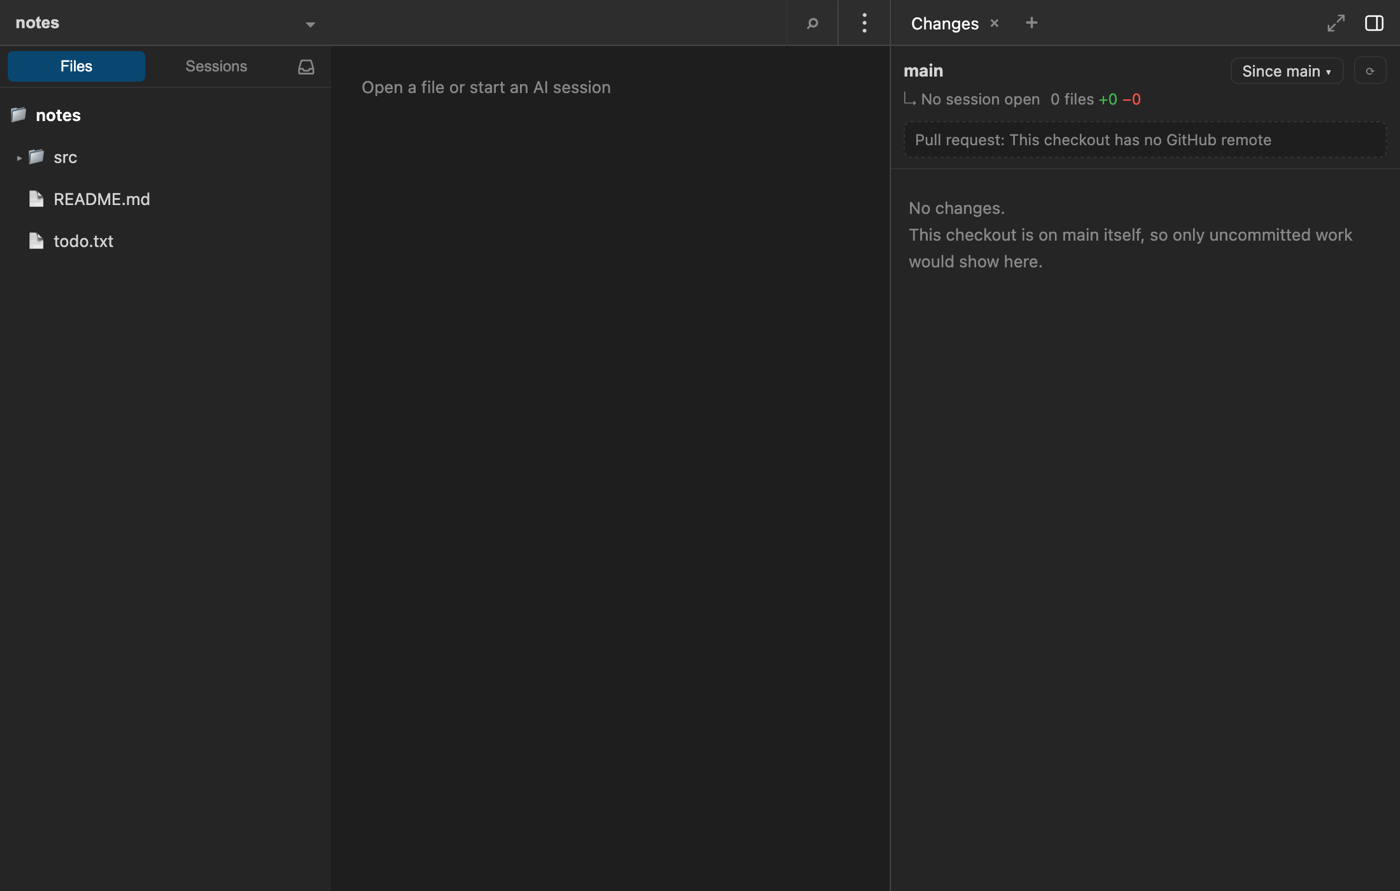 notes
Files
Sessions
notes
src
README.md
todo.txt
Open a file or start an AI session
Changes × +
main
Since main
No session open 0 files +0 −0
Pull request: This checkout has no GitHub remote
No changes.
This checkout is on main itself, so only uncommitted work
would show here.